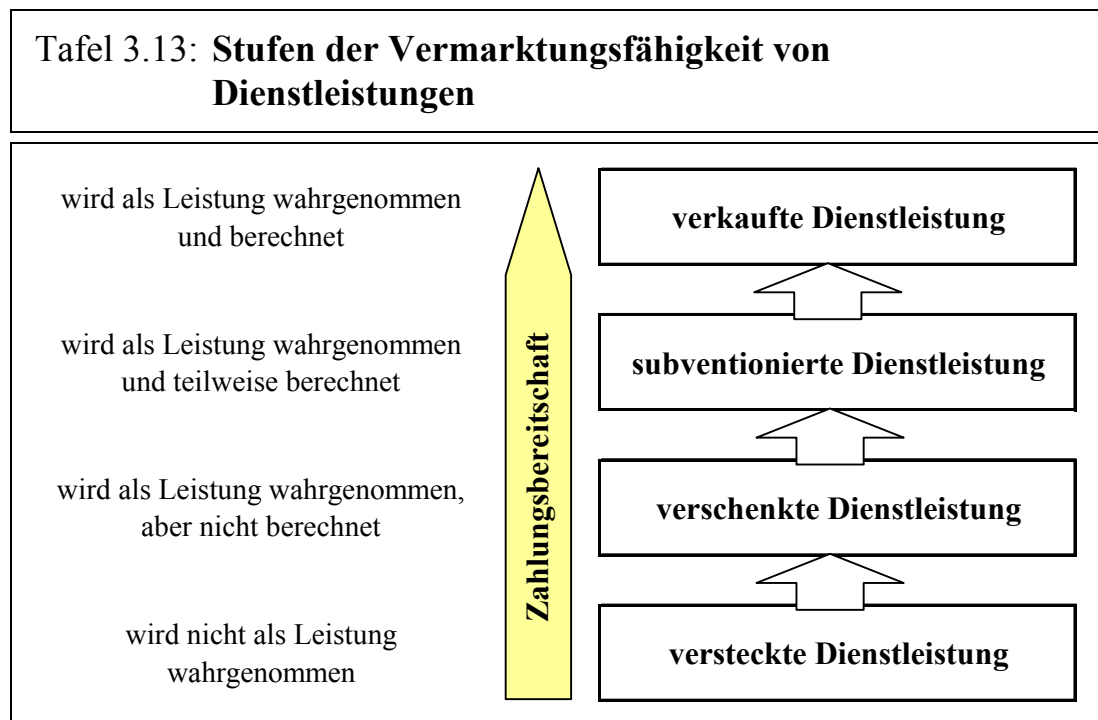 Tafel 3.13: Stufen der Vermarktungsfähigkeit von
Dienstleistungen
wird als Leistung wahrgenommen
und berechnet
verkaufte Dienstleistung
wird als Leistung wahrgenommen
und teilweise berechnet
subventionierte Dienstleistung
wird als Leistung wahrgenommen,
aber nicht berechnet
verschenkte Dienstleistung
wird nicht als Leistung
wahrgenommen
versteckte Dienstleistung
Zahlungsbereitschaft